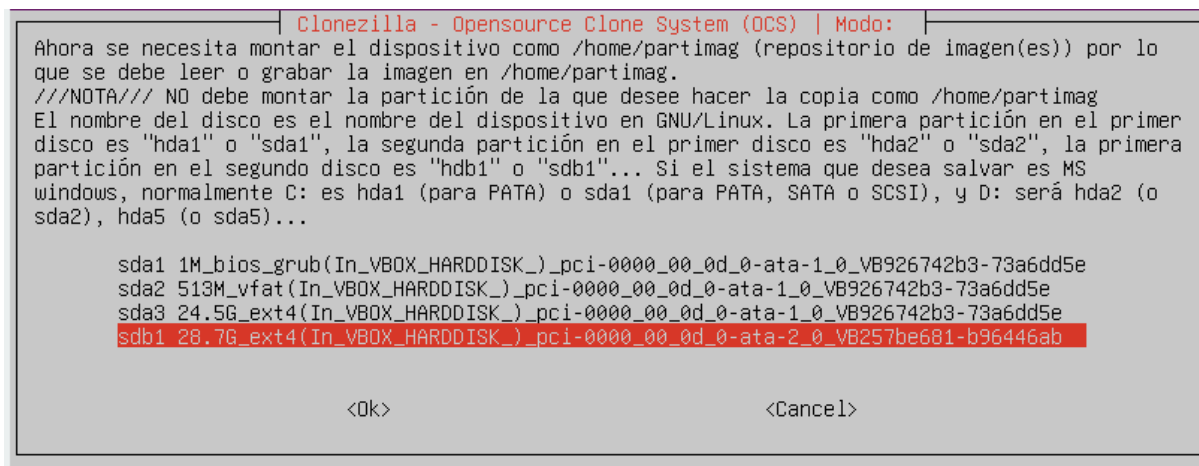 Clonezilla - Opensource Clone System (OCS) | Modo:
Ahora se necesita montar el dispositivo como /home/partimag (repositorio de imagen(es)) por lo
que se debe leer o grabar la imagen en /home/partimag.
///NOTA/// NO debe montar la partición de la que desee hacer la copia como /home/partimag
El nombre del disco es el nombre del dispositivo en GNU/Linux. La primera partición en el primer
disco es "hda1" o "sda1", la segunda partición en el primer disco es "hda2" o "sda2", la primera
partición en el segundo disco es "hdb1" o "sdb1"... Si el sistema que desea salvar es MS
windows, normalmente C: es hda1 (para PATA) o sda1 (para PATA, SATA o SCSI), y D: será hda2 (o
sda2), hda5 (o sda5)...
sda1 1M_bios_grub(In_VBOX_HARDDISK_)_pci-0000_00_0d_0-ata-1_0_VB926742b3-73a6dd5e
sda2 513M_vfat(In_VBOX_HARDDISK_)_pci-0000_00_0d_0-ata-1_0_VB926742b3-73a6dd5e
sda3 24.5G_ext4(In_VBOX_HARDDISK_)_pci-0000_00_0d_0-ata-1_0_VB926742b3-73a6dd5e
sdb1 28.7G_ext4(In_VBOX_HARDDISK_)_pci-0000_00_0d_0-ata-2_0_VB257be681-b96446ab
<Ok> <Cancel>